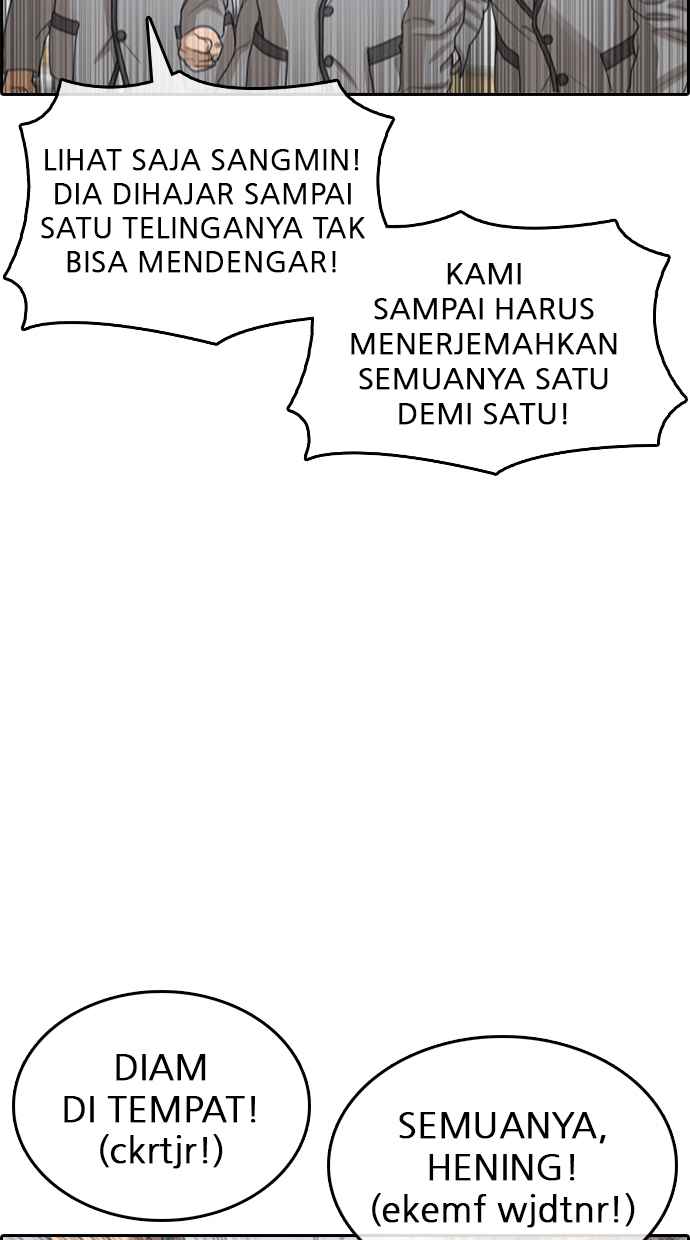 LIHAT SAJA SANGMIN!
DIA DIHAJAR SAMPAI
SATU TELINGANYA TAK
BISA MENDENGAR!
KAMI
SAMPAI HARUS
MENERJEMAHKAN
SEMUANYA SATU
DEMI SATU!
DIAM
DI TEMPAT!
(ckrtjr!)
SEMUANYA,
HENING!
(ekemf wjdtnr!)